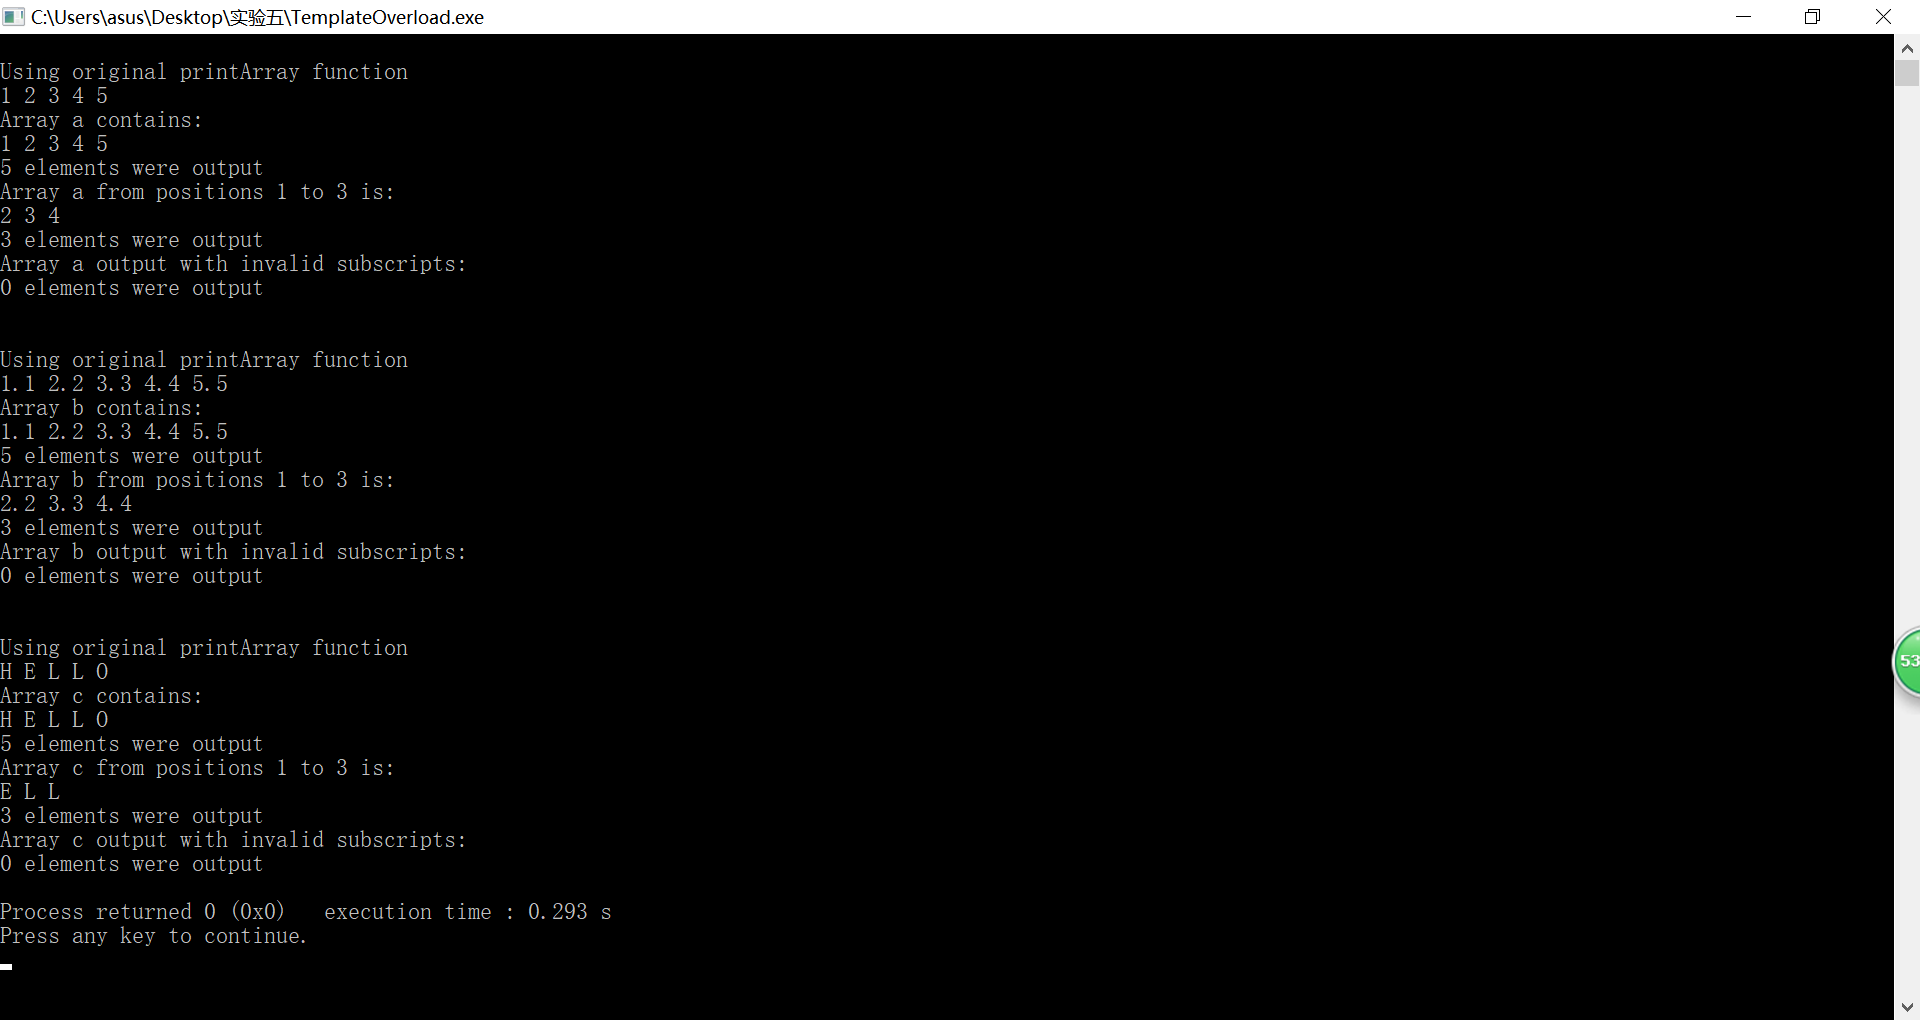 C:\Users\asus\Desktop\实验五\TemplateOverload.exe
Using original printArray function
1 2 3 4 5
Array a contains:
1 2 3 4 5
5 elements were output
Array a from positions 1 to 3 is:
2 3 4
3 elements were output
Array a output with invalid subscripts:
0 elements were output
Using original printArray function
1.1 2.2 3.3 4.4 5.5
Array b contains:
1.1 2.2 3.3 4.4 5.5
5 elements were output
Array b from positions 1 to 3 is:
2.2 3.3 4.4
3 elements were output
Array b output with invalid subscripts:
0 elements were output
Using original printArray function
H E L L O
Array c contains:
H E L L O
5 elements were output
Array c from positions 1 to 3 is:
E L L
3 elements were output
Array c output with invalid subscripts:
0 elements were output
Process returned 0 (0x0)   execution time : 0.293 s
Press any key to continue.
53